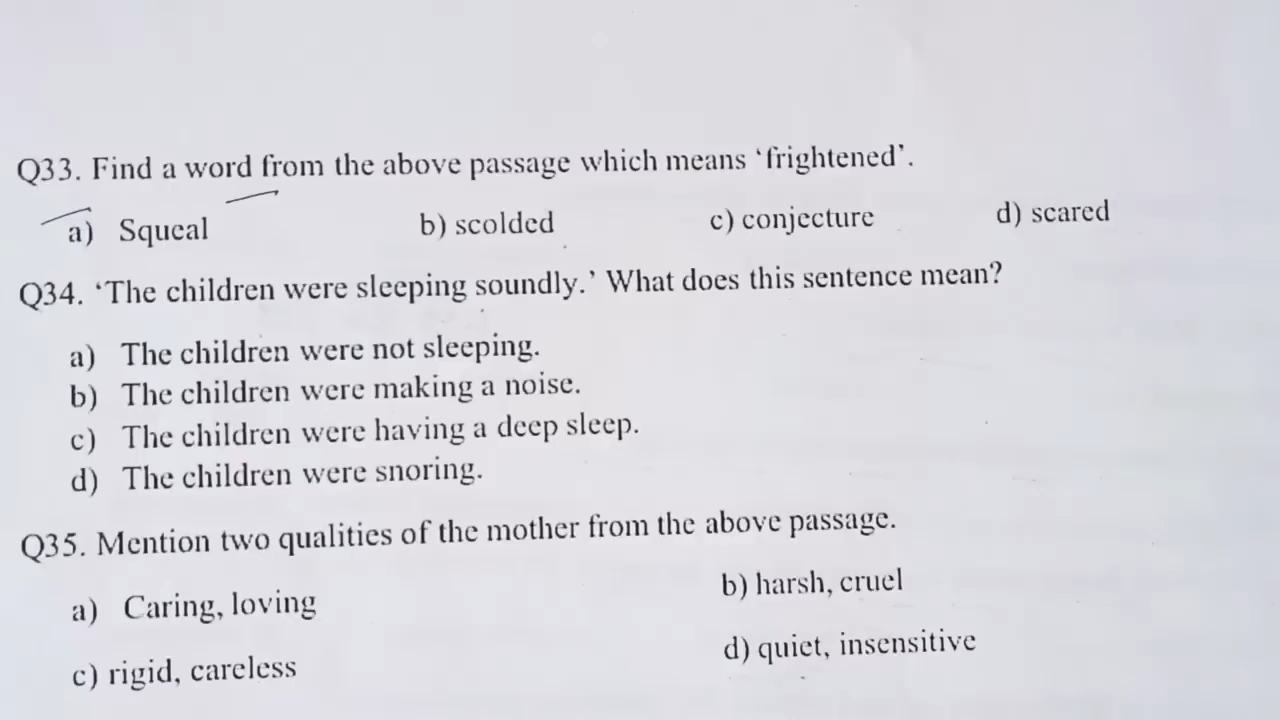 Q33. Find a word from the above passage which means ‘frightened’.
a) Squeal b) scolded c) conjecture d) scared
Q34. ‘The children were sleeping soundly.’ What does this sentence mean?
a) The children were not sleeping.
b) The children were making a noise.
c) The children were having a deep sleep.
d) The children were snoring.
Q35. Mention two qualities of the mother from the above passage.
a) Caring, loving b) harsh, cruel
c) rigid, careless d) quiet, insensitive